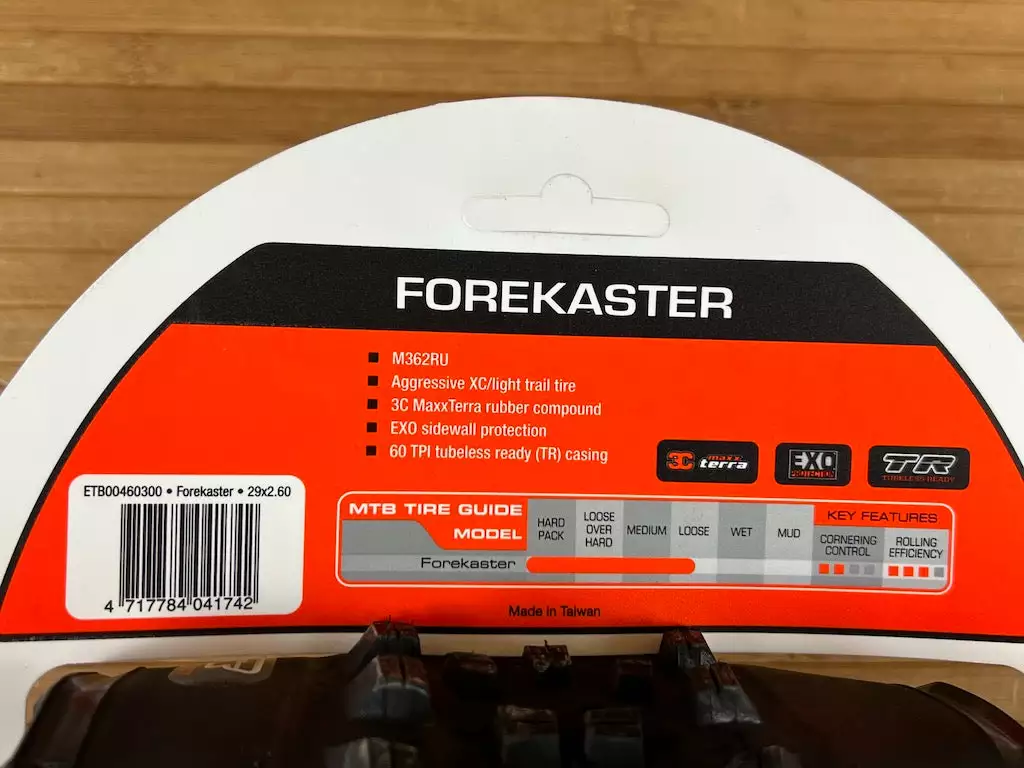 FOREKASTER
M362RU
Aggressive XC/light trail tire
3C MaxxTerra rubber compound
EXO sidewall protection
60 TPI tubeless ready (TR) casing
3C maxx terra
EXO PROTECTION
TR TUBELESS READY
ETB00460300 • Forekaster • 29x2.60
4 717784 041742
MTB TIRE GUIDE
MODEL
HARD PACK
LOOSE OVER HARD
MEDIUM
LOOSE
WET
MUD
KEY FEATURES
CORNERING CONTROL
ROLLING EFFICIENCY
Forekaster
Made in Taiwan